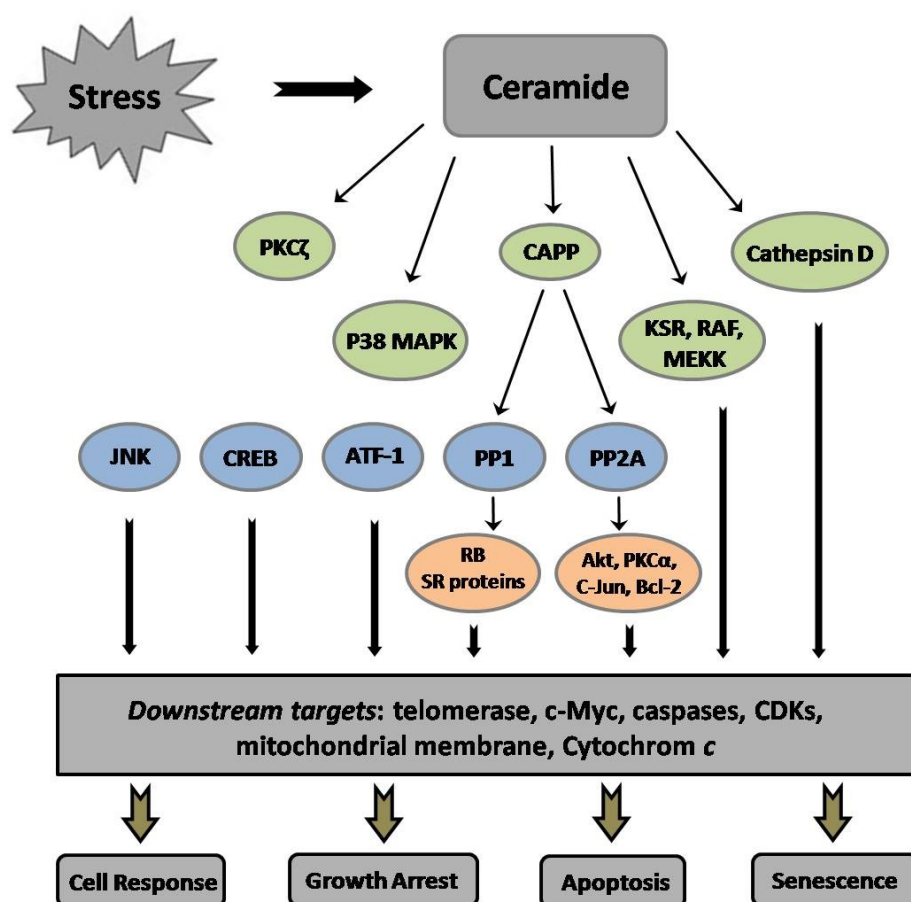 Stress
Ceramide
PKCζ
CAPP
Cathepsin D
P38 MAPK
KSR, RAF,
MEKK
JNK
CREB
ATF-1
PP1
PP2A
RB
SR proteins
Akt, PKCα,
C-Jun, Bcl-2
Downstream targets: telomerase, c-Myc, caspases, CDKs,
mitochondrial membrane, Cytochrom c
Cell Response
Growth Arrest
Apoptosis
Senescence